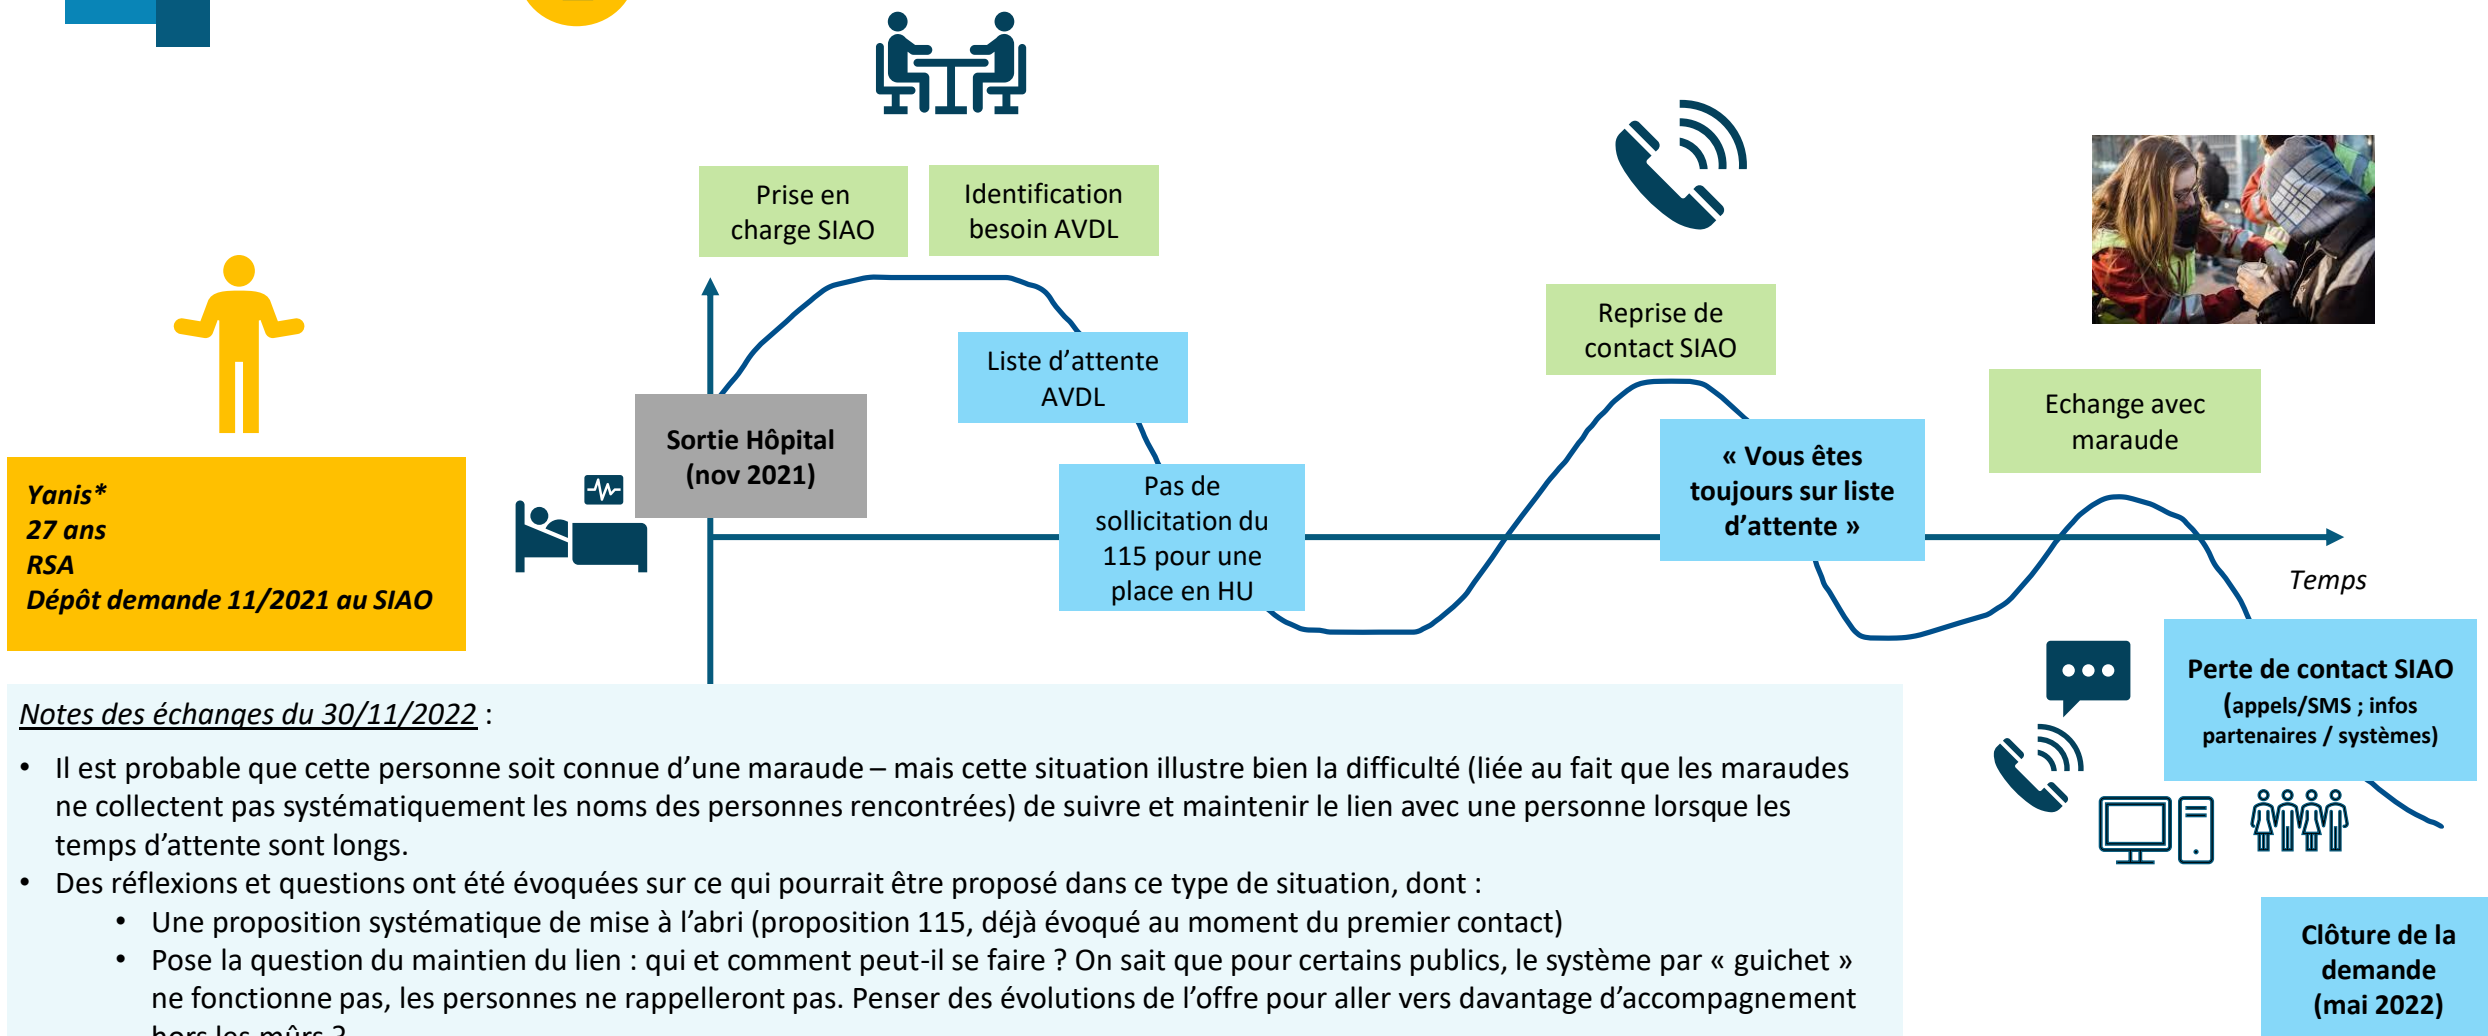 Prise en
charge SIAO
Identification
besoin AVDL
Reprise de
contact SIAO
Liste d’attente
AVDL
Echange avec
maraude
Sortie Hôpital
(nov 2021)
« Vous êtes
toujours sur liste
d’attente »
Yanis*
27 ans
RSA
Dépôt demande 11/2021 au SIAO
Pas de
sollicitation du
115 pour une
place en HU
Temps
Perte de contact SIAO
(appels/SMS ; infos
partenaires / systèmes)
Notes des échanges du 30/11/2022 :
• Il est probable que cette personne soit connue d’une maraude – mais cette situation illustre bien la difficulté (liée au fait que les maraudes
ne collectent pas systématiquement les noms des personnes rencontrées) de suivre et maintenir le lien avec une personne lorsque les
temps d’attente sont longs.
• Des réflexions et questions ont été évoquées sur ce qui pourrait être proposé dans ce type de situation, dont :
• Une proposition systématique de mise à l’abri (proposition 115, déjà évoqué au moment du premier contact)
• Pose la question du maintien du lien : qui et comment peut-il se faire ? On sait que pour certains publics, le système par « guichet »
ne fonctionne pas, les personnes ne rappelleront pas. Penser des évolutions de l’offre pour aller vers davantage d’accompagnement
hors les mûrs ?
Clôture de la
demande
(mai 2022)